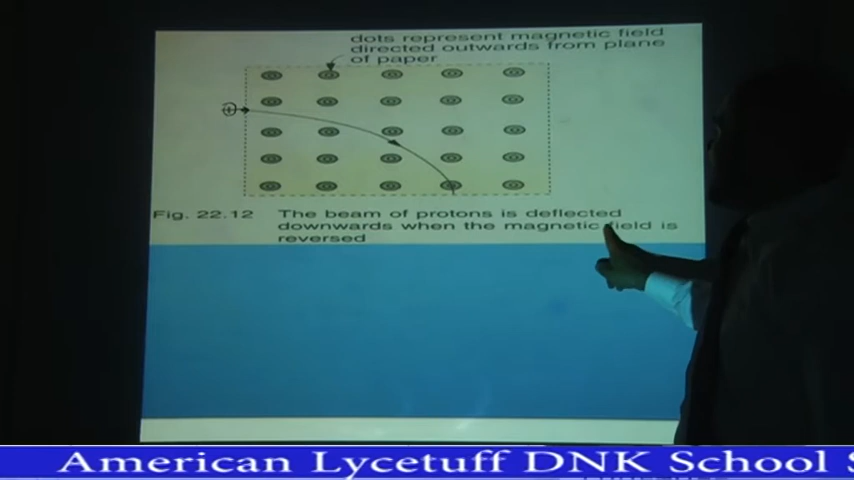 dots represent magnetic field
directed outwards from plane
of paper
Fig. 22.12 The beam of protons is deflected
downwards when the magnetic field is
reversed
American Lycetuff DNK School S